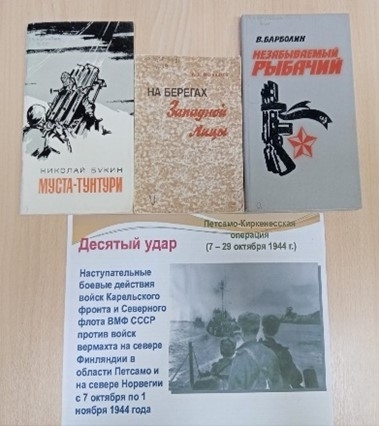 НИКОЛАЙ БУКИН
МУСТА-ТУНТУРИ
НА БЕРЕГАХ
Западной
Лицы
В. БАРБОЛИН
НЕЗАБЫВАЕМЫЙ
РЫБАЧИЙ
Петсамо-Киркенесская
операция
Десятый удар
(7 – 29 октября 1944 г.)
Наступательные
боевые действия
войск Карельского
фронта и Северного
флота ВМФ СССР
против войск
вермахта на севере
Финляндии в
области Петсамо и
на севере Норвегии
с 7 октября по 1
ноября 1944 года